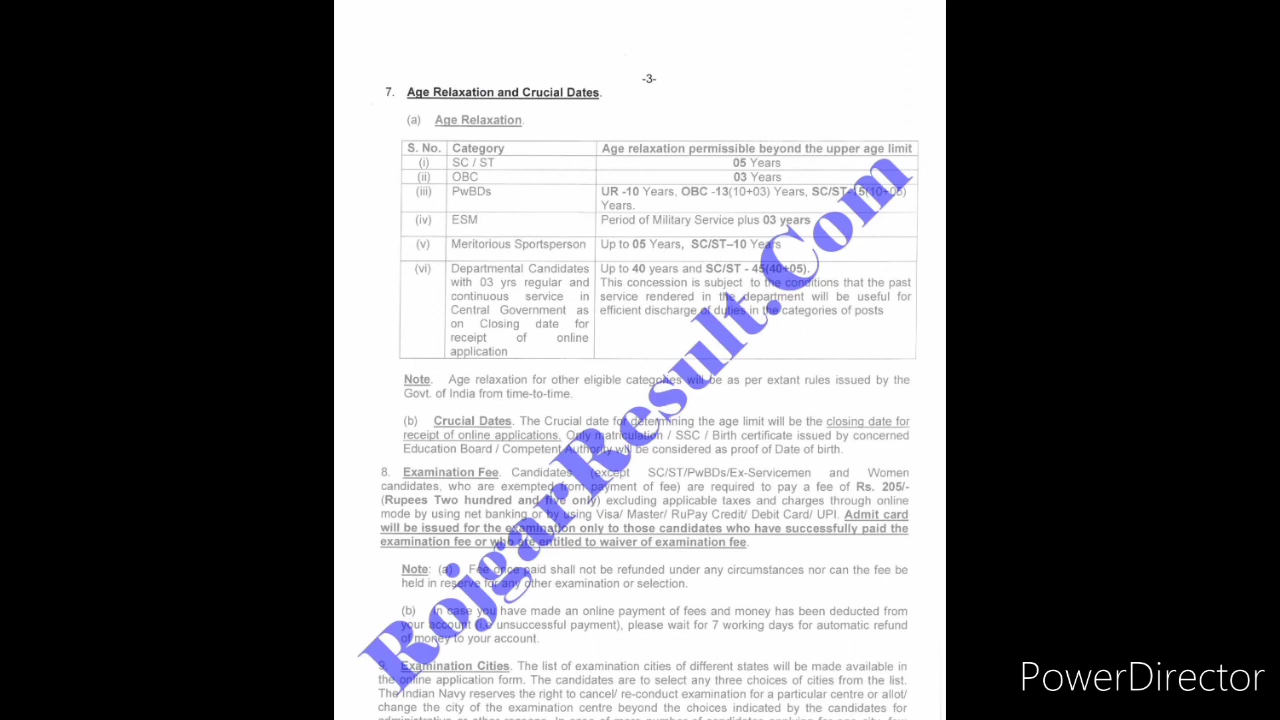 -3-
7. Age Relaxation and Crucial Dates.
(a) Age Relaxation.
S. No. Category Age relaxation permissible beyond the upper age limit
(i) SC / ST 05 Years
(ii) OBC 03 Years
(iii) PwBDs UR -10 Years, OBC -13(10+03) Years, SC/ST-15(10+05)
Years.
(iv) ESM Period of Military Service plus 03 years
(v) Meritorious Sportsperson Up to 05 Years, SC/ST–10 Years
(vi) Departmental Candidates Up to 40 years and SC/ST - 45(40+05).
with 03 yrs regular and This concession is subject to the conditions that the past
continuous service in service rendered in the department will be useful for
Central Government as efficient discharge of duties in the categories of posts
on Closing date for
receipt of online
application
Note. Age relaxation for other eligible categories will be as per extant rules issued by the
Govt. of India from time-to-time.
(b) Crucial Dates. The Crucial date for determining the age limit will be the closing date for
receipt of online applications. Only matriculation / SSC / Birth certificate issued by concerned
Education Board / Competent Authority will be considered as proof of Date of birth.
8. Examination Fee. Candidates (except SC/ST/PwBDs/Ex-Servicemen and Women
candidates, who are exempted from payment of fee) are required to pay a fee of Rs. 205/-
(Rupees Two hundred and five only) excluding applicable taxes and charges through online
mode by using net banking or by using Visa/ Master/ RuPay Credit/ Debit Card/ UPI. Admit card
will be issued for the examination only to those candidates who have successfully paid the
examination fee or who are entitled to waiver of examination fee.
Note: (a) Fee once paid shall not be refunded under any circumstances nor can the fee be
held in reserve for any other examination or selection.
(b) In case you have made an online payment of fees and money has been deducted from
your account (i.e unsuccessful payment), please wait for 7 working days for automatic refund
of money to your account.
9. Examination Cities. The list of examination cities of different states will be made available in
the online application form. The candidates are to select any three choices of cities from the list.
The Indian Navy reserves the right to cancel/ re-conduct examination for a particular centre or allot/
change the city of the examination centre beyond the choices indicated by the candidates for
RojgarResult.Com
PowerDirector